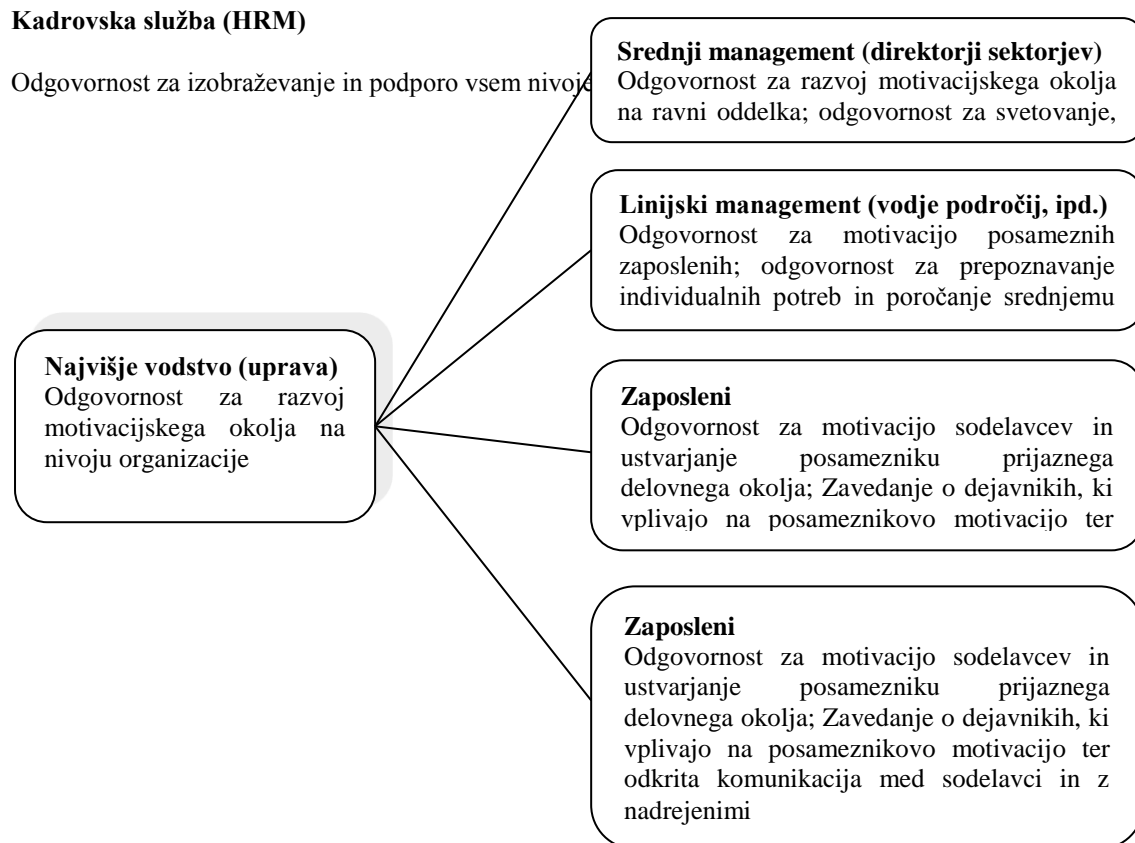 Kadrovska služba (HRM)
Odgovornost za izobraževanje in podporo vsem
Srednji management (direktorji sektorjev)
Odgovornost za razvoj motivacijskega okolja
na ravni oddelka; odgovornost za svetovanje,
Linijski management (vodje področij, ipd.)
Odgovornost za motivacijo posameznih
zaposlenih; odgovornost za prepoznavanje
individualnih potreb in poročanje srednjemu
Najvišje vodstvo (uprava)
Odgovornost za razvoj
motivacijskega okolja na
nivoju organizacije
Zaposleni
Odgovornost za motivacijo sodelavcev in
ustvarjanje posamezniku prijaznega
delovnega okolja; Zavedanje o dejavnikih, ki
vplivajo na posameznikovo motivacijo ter
Zaposleni
Odgovornost za motivacijo sodelavcev in
ustvarjanje posamezniku prijaznega
delovnega okolja; Zavedanje o dejavnikih, ki
vplivajo na posameznikovo motivacijo ter
odkrita komunikacija med sodelavci in z
nadrejenimi